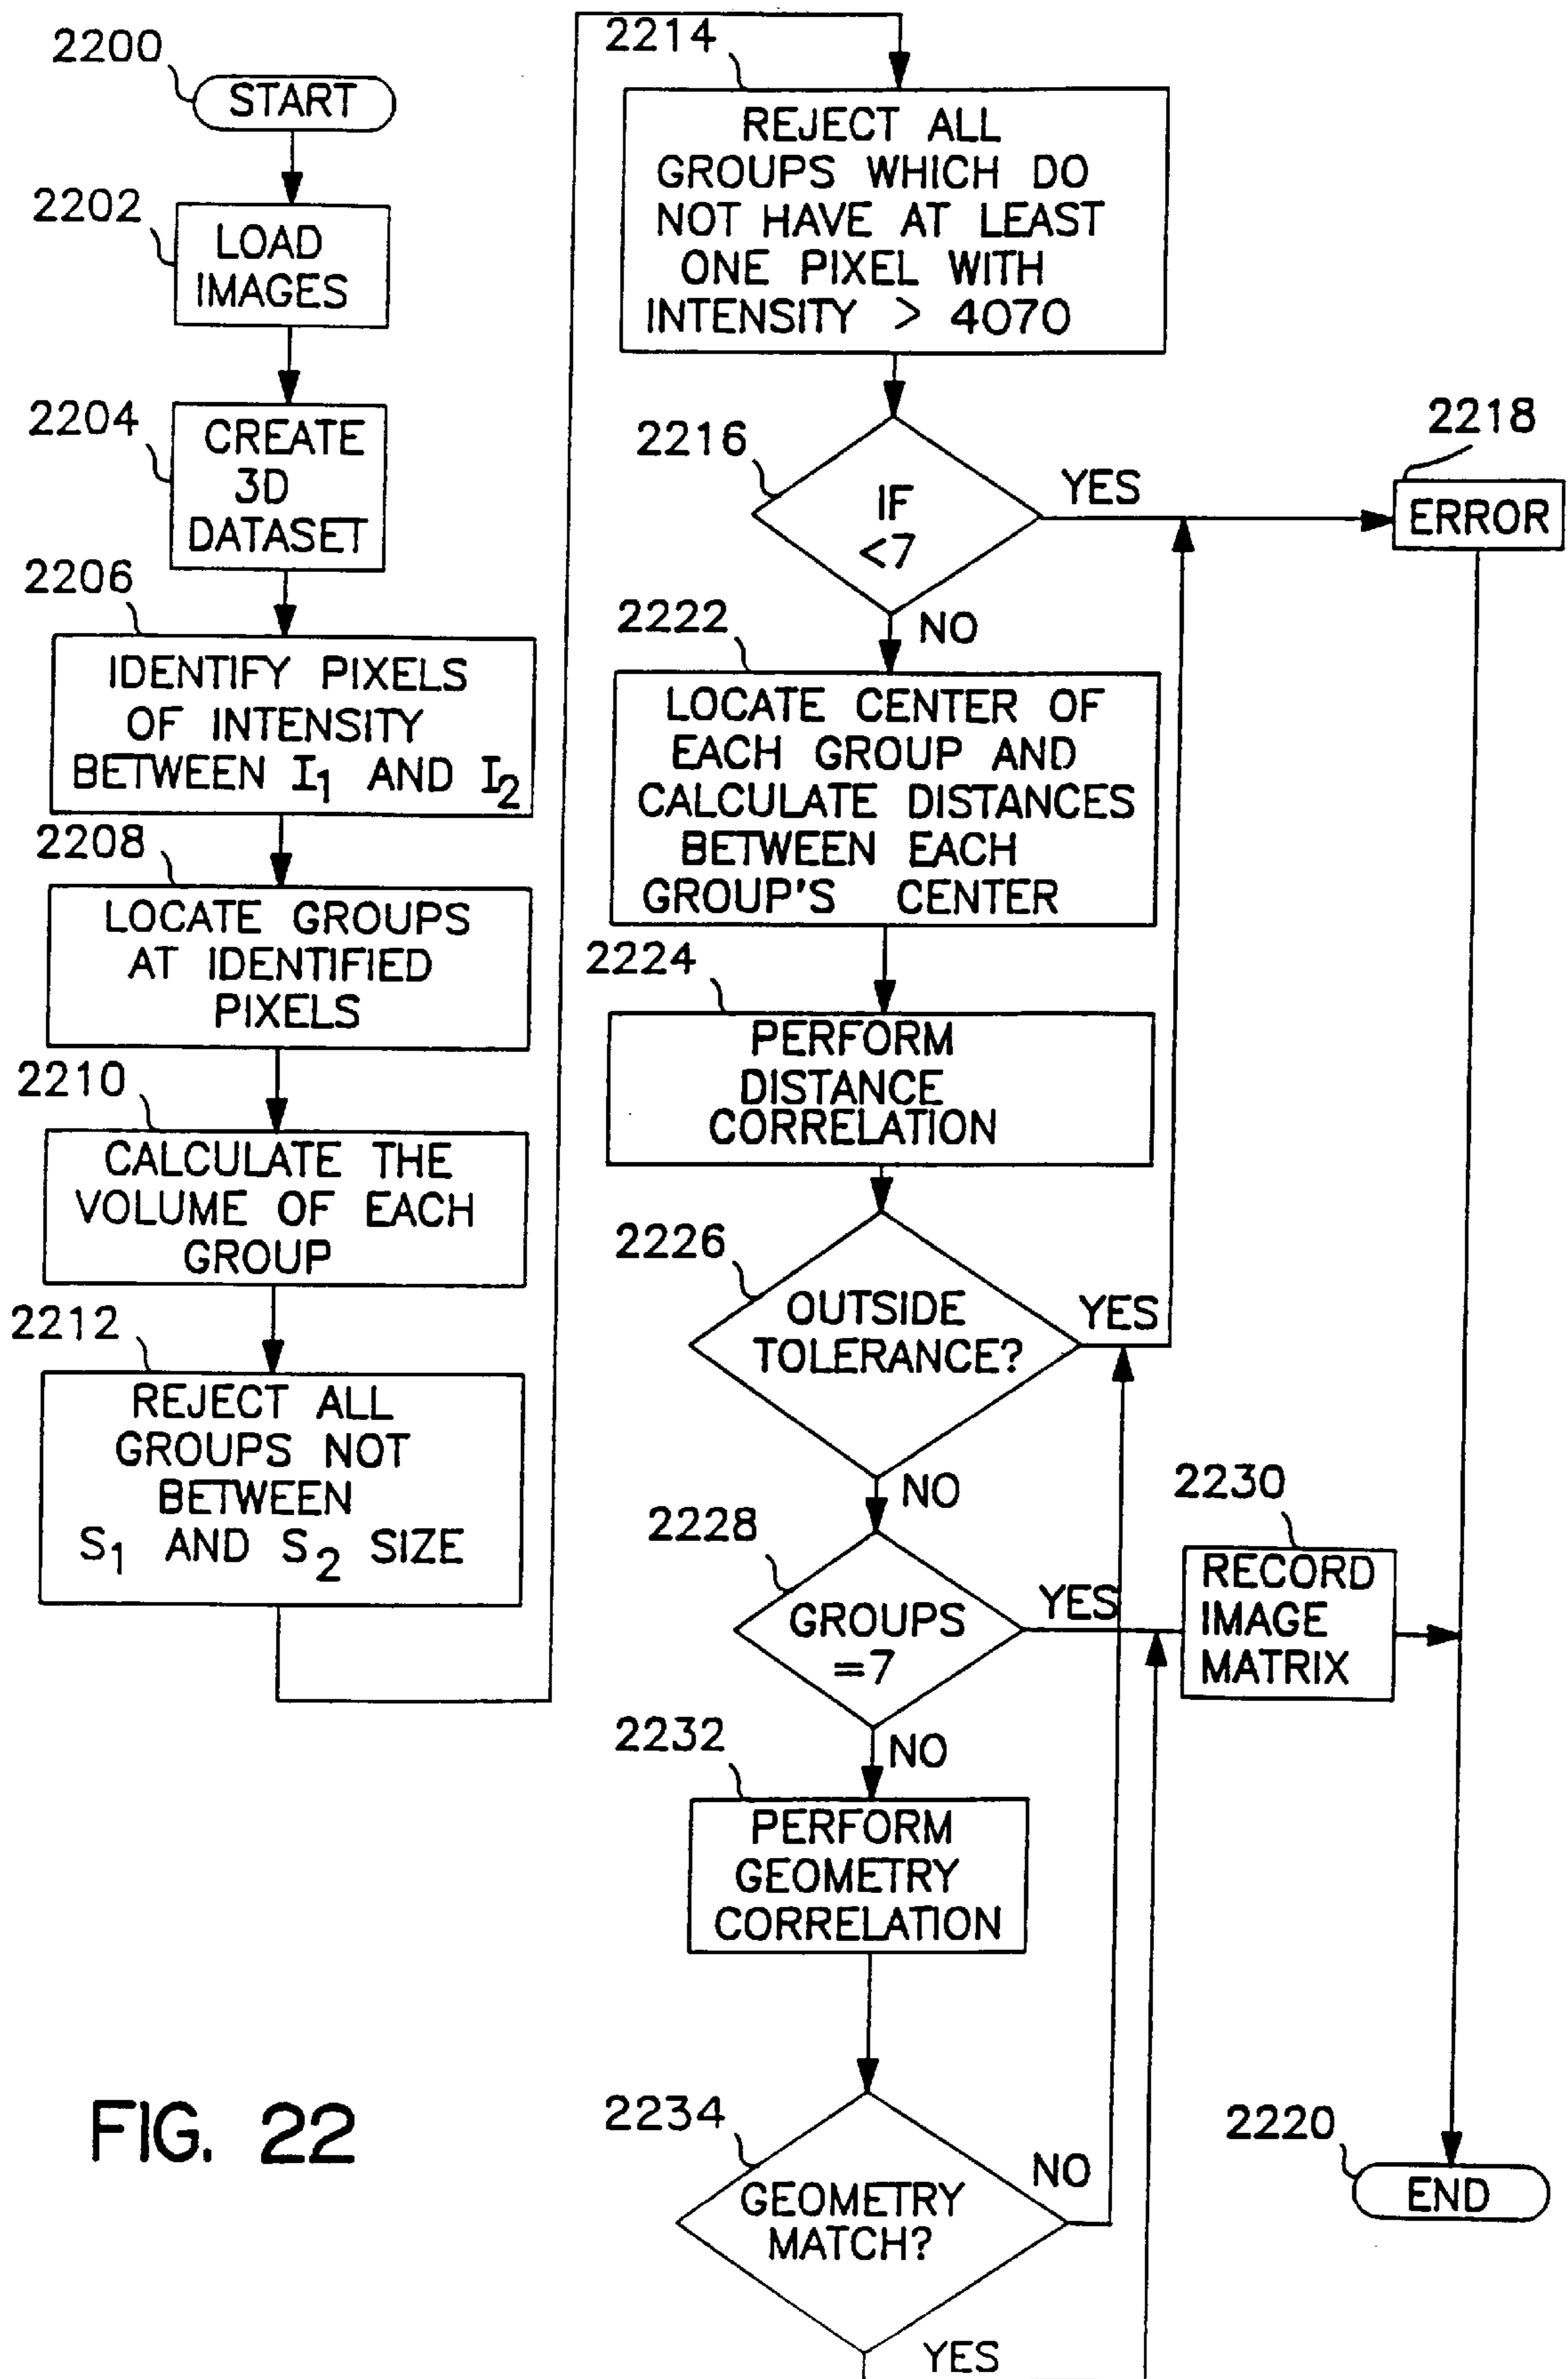 2200
START
2202
LOAD
IMAGES
2204
CREATE
3D
DATASET
2206
IDENTIFY PIXELS
OF INTENSITY
BETWEEN I1 AND I2
2208
LOCATE GROUPS
AT IDENTIFIED
PIXELS
2210
CALCULATE THE
VOLUME OF EACH
GROUP
2212
REJECT ALL
GROUPS NOT
BETWEEN
S1 AND S2 SIZE
2214
REJECT ALL
GROUPS WHICH DO
NOT HAVE AT LEAST
ONE PIXEL WITH
INTENSITY > 4070
2216
IF
<7
YES
2218
ERROR
NO
2222
LOCATE CENTER OF
EACH GROUP AND
CALCULATE DISTANCES
BETWEEN EACH
GROUP'S CENTER
2224
PERFORM
DISTANCE
CORRELATION
2226
OUTSIDE
TOLERANCE?
YES
NO
2228
GROUPS
=7
YES
2230
RECORD
IMAGE
MATRIX
NO
2232
PERFORM
GEOMETRY
CORRELATION
2234
GEOMETRY
MATCH?
NO
YES
2220
END
FIG. 22